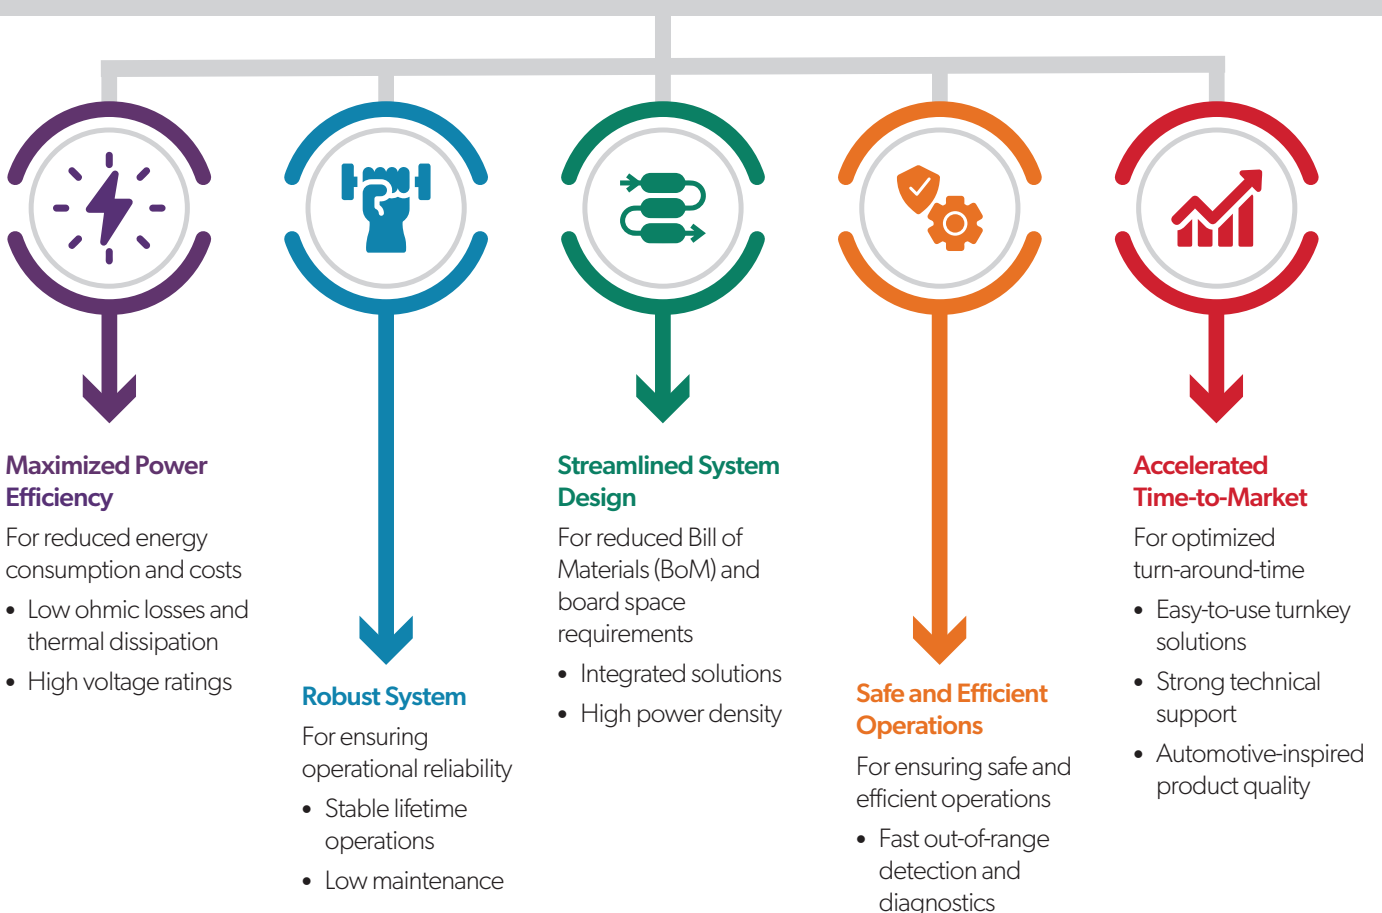 Maximized Power
Efficiency
For reduced energy
consumption and costs
• Low ohmic losses and
thermal dissipation
• High voltage ratings
Robust System
For ensuring
operational reliability
• Stable lifetime
operations
• Low maintenance
Streamlined System
Design
For reduced Bill of
Materials (BoM) and
board space
requirements
• Integrated solutions
• High power density
Safe and Efficient
Operations
For ensuring safe and
efficient operations
• Fast out-of-range
detection and
diagnostics
Accelerated
Time-to-Market
For optimized
turn-around-time
• Easy-to-use turnkey
solutions
• Strong technical
support
• Automotive-inspired
product quality